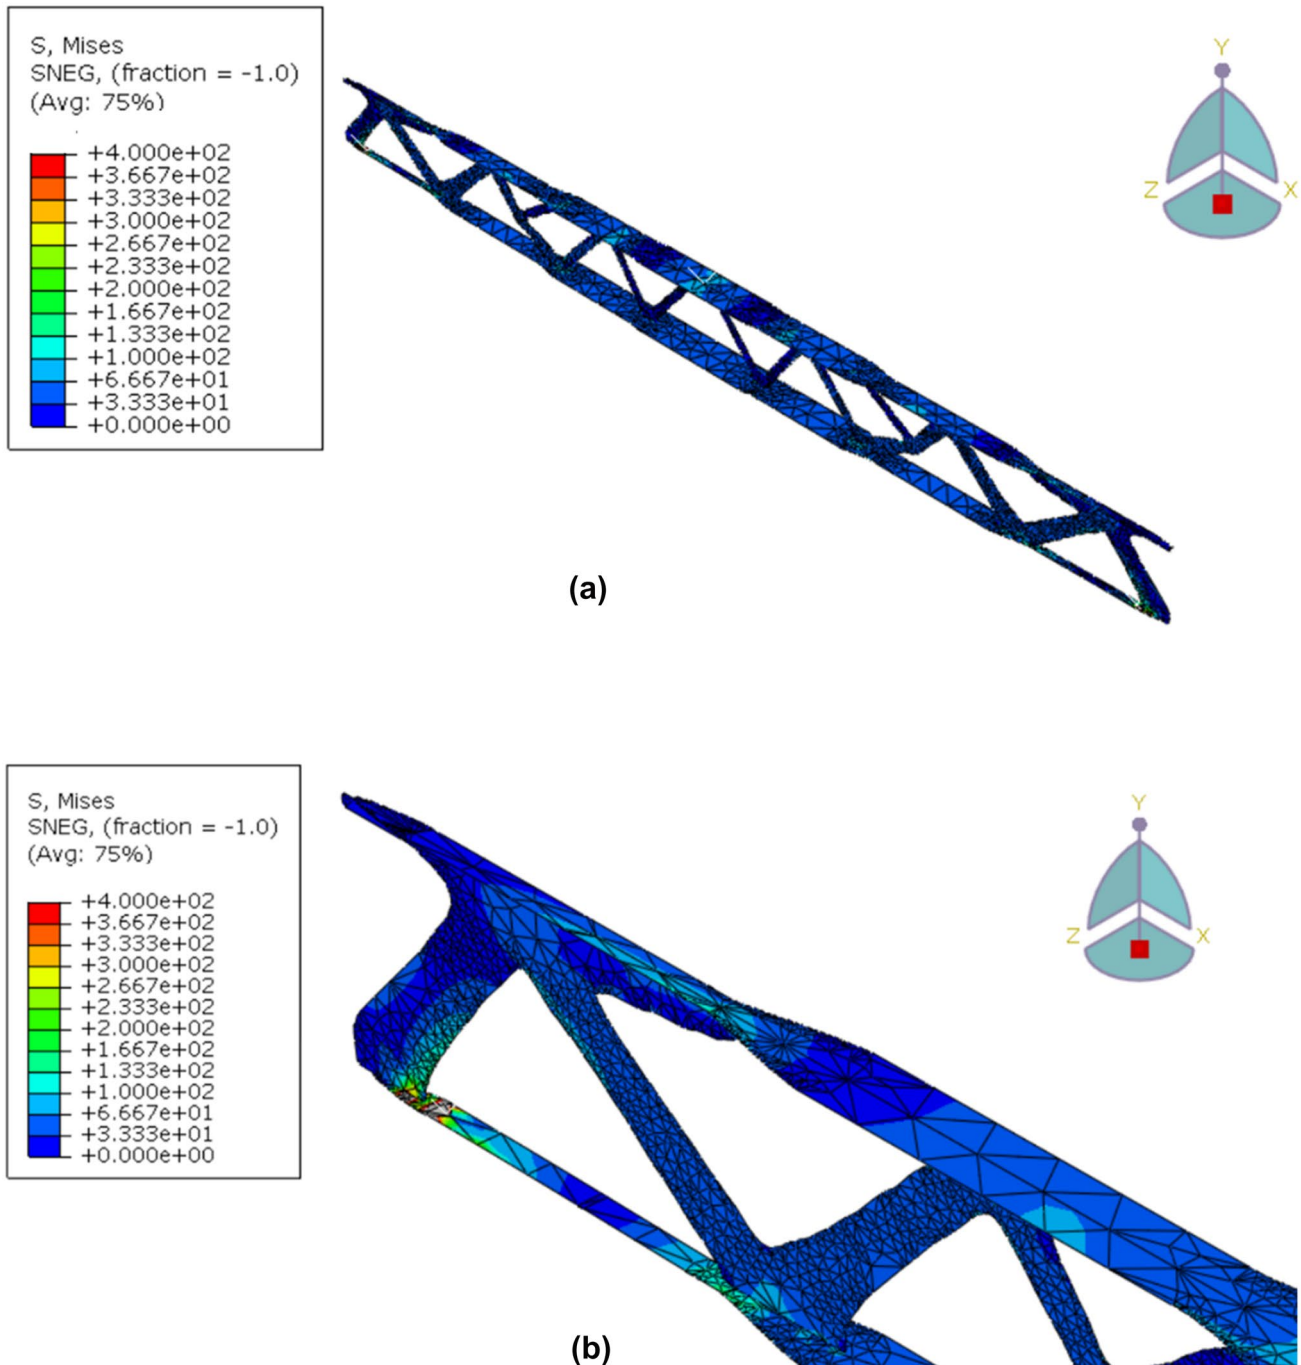 S, Mises
SNEG, (fraction = -1.0)
(Avg: 75%)
+4.000e+02
+3.667e+02
+3.333e+02
+3.000e+02
+2.667e+02
+2.333e+02
+2.000e+02
+1.667e+02
+1.333e+02
+1.000e+02
+6.667e+01
+3.333e+01
+0.000e+00
Y
Z X
(a)
S, Mises
SNEG, (fraction = -1.0)
(Avg: 75%)
+4.000e+02
+3.667e+02
+3.333e+02
+3.000e+02
+2.667e+02
+2.333e+02
+2.000e+02
+1.667e+02
+1.333e+02
+1.000e+02
+6.667e+01
+3.333e+01
+0.000e+00
Y
Z X
(b)